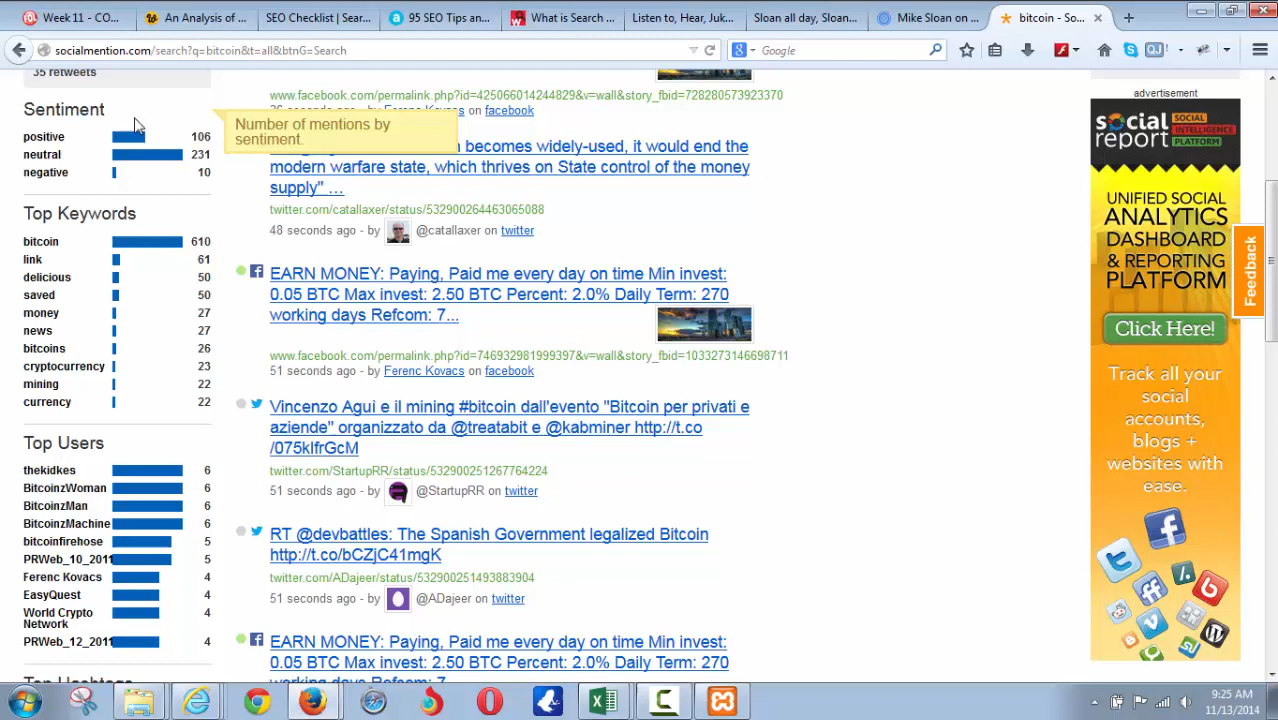 Week 11 - CO...
An Analysis of ...
SEO Checklist | Sear...
95 SEO Tips an...
What is Search ...
Listen to, Hear, Juk...
Sloan all - CD, Sloan...
Mike Sloan on ...
bitcoin - So...
socialmention.com/search?q=bitcoin&t=all&btnG=Search
Google
35 retweets
Sentiment
positive 106
neutral 231
negative 10
Number of mentions by
sentiment.
Top Keywords
bitcoin 610
link 61
delicious 50
saved 50
money 27
news 27
bitcoins 26
cryptocurrency 23
mining 22
currency 22
Top Users
thekidkes 6
BitcoinzWoman 6
BitcoinzMan 6
BitcoinzMachine 6
bitcoinfirehose 5
PRWeb_10_2011 5
Ferenc Kovacs 4
EasyQuest 4
World Crypto
Network 4
PRWeb_12_2011 4
www.facebook.com/permalink.php?id=425066014244829&v=wall&story_fbid=728280573923370
by Ferenc Kovacs on facebook
becomes widely-used, it would end the
modern warfare state, which thrives on State control of the money
supply" ...
twitter.com/catallaxer/status/532900264463065088
48 seconds ago - by @catallaxer on twitter
EARN MONEY: Paying, Paid me every day on time Min invest:
0.05 BTC Max invest: 2.50 BTC Percent: 2.0% Daily Term: 270
working days Refcom: 7...
www.facebook.com/permalink.php?id=746932981999397&v=wall&story_fbid=1033273146698711
51 seconds ago - by Ferenc Kovacs on facebook
Vincenzo Agui e il mining #bitcoin dall'evento "Bitcoin per privati e
aziende" organizzato da @treatabit e @kabminer http://t.co
/075klfrGcM
twitter.com/StartupRR/status/532900251267764224
51 seconds ago - by @StartupRR on twitter
RT @devbattles: The Spanish Government legalized Bitcoin
http://t.co/bCZjC41mgK
twitter.com/ADajeer/status/532900251493883904
51 seconds ago - by @ADajeer on twitter
EARN MONEY: Paying, Paid me every day on time Min invest:
0.05 BTC Max invest: 2.50 BTC Percent: 2.0% Daily Term: 270
advertisement
social
report
SOCIAL
INTELLIGENCE
PLATFORM
UNIFIED SOCIAL
ANALYTICS
DASHBOARD
& REPORTING
PLATFORM
Click Here!
Track all your
social
accounts,
blogs +
websites with
ease.
Feedback
9:25 AM
11/13/2014